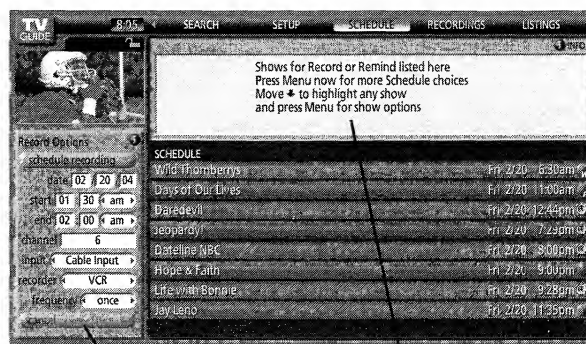 TV GUIDE
8:05
SEARCH SETUP SCHEDULE RECORDINGS LISTINGS
INFO
Shows for Record or Remind listed here
Press Menu now for more Schedule choices
Move to highlight any show
and press Menu for show options
Record Options
schedule recording
date 02 20 04
start 01 30 am
end 02 00 am
channel 6
input Cable Input
recorder VCR
frequency once
cancel
SCHEDULE
Wild Thornberrys Fri 2/20 6:30am
Days of Our Lives Fri 2/20 11:00am
Daredevil Fri 2/20 12:44pm
Jeopardy! Fri 2/20 7:29pm
Dateline NBC Fri 2/20 8:00pm
Hope & Faith Fri 2/20 9:00pm
Life with Bonnie Fri 2/20 9:28pm
Jay Leno Fri 2/20 11:35pm